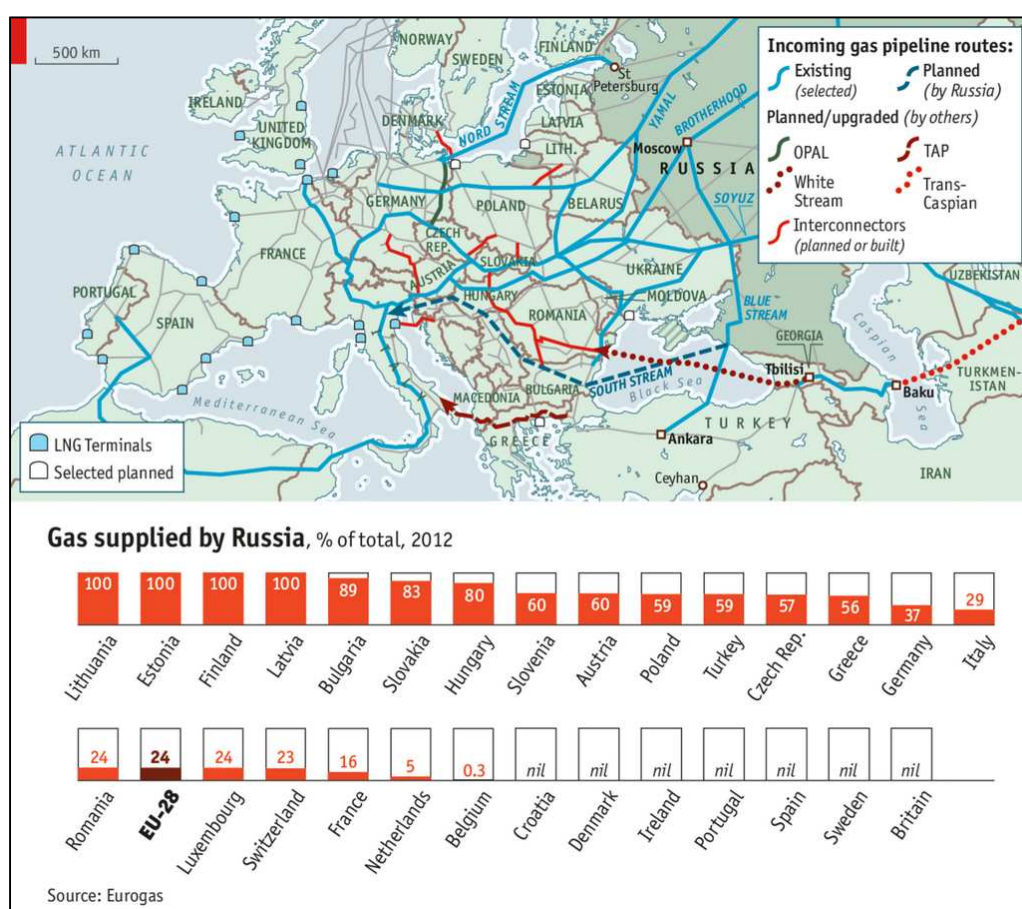 500 km
NORWAY
SWEDEN
FINLAND
St
Petersburg
ESTONIA
LATVIA
LITH.
NORD STREAM
DENMARK
IRELAND
UNITED
KINGDOM
ATLANTIC
OCEAN
YAMAL
BROTHERHOOD
Moscow
RUSSIA
SOYUZ
BELARUS
POLAND
GERMANY
CZECH
REP.
SLOVAKIA
AUSTRIA
HUNGARY
UKRAINE
MOLDOVA
ROMANIA
FRANCE
PORTUGAL
SPAIN
BLUE
STREAM
GEORGIA
Tbilisi
Caspian
Sea
Baku
UZBEKISTAN
TURKMEN-
ISTAN
SOUTH STREAM
Black Sea
BULGARIA
MACEDONIA
GREECE
Mediterranean Sea
Ankara
TURKEY
Ceyhan
IRAN
Incoming gas pipeline routes:
Existing
(selected)
Planned
(by Russia)
Planned/upgraded (by others)
OPAL
TAP
White
Stream
Trans-
Caspian
Interconnectors
(planned or built)
LNG Terminals
Selected planned
Gas supplied by Russia, % of total, 2012
100 100 100 100 89 83 80 60 60 59 59 57 56 37 29
Lithuania Estonia Finland Latvia Bulgaria Slovakia Hungary Slovenia Austria Poland Turkey Czech Rep. Greece Germany Italy
24 24 24 23 16 5 0.3 nil nil nil nil nil nil nil
Romania EU-28 Luxembourg Switzerland France Netherlands Belgium Croatia Denmark Ireland Portugal Spain Sweden Britain
Source: Eurogas